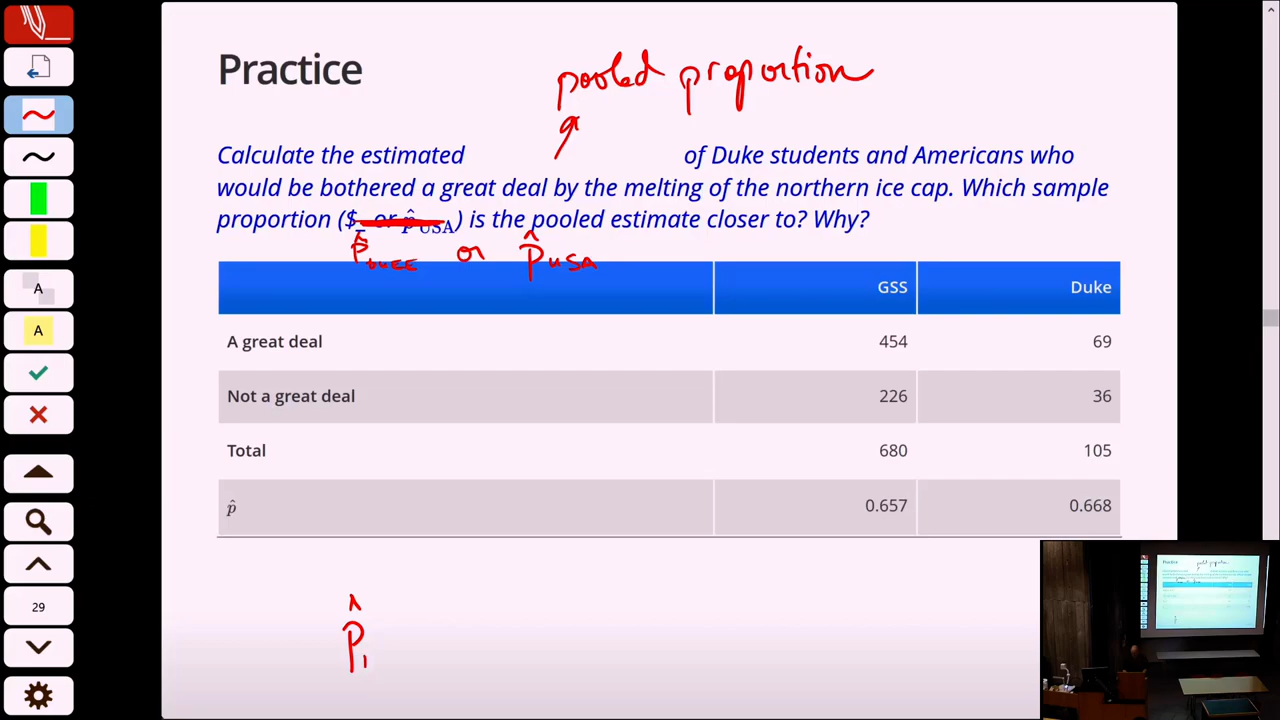 Practice
pooled proportion
Calculate the estimated of Duke students and Americans who
would be bothered a great deal by the melting of the northern ice cap. Which sample
proportion ($_ or p̂USA) is the pooled estimate closer to? Why?
p̂DUKE or p̂USA
GSS Duke
A great deal 454 69
Not a great deal 226 36
Total 680 105
p̂ 0.657 0.668
p̂1
A
A
29